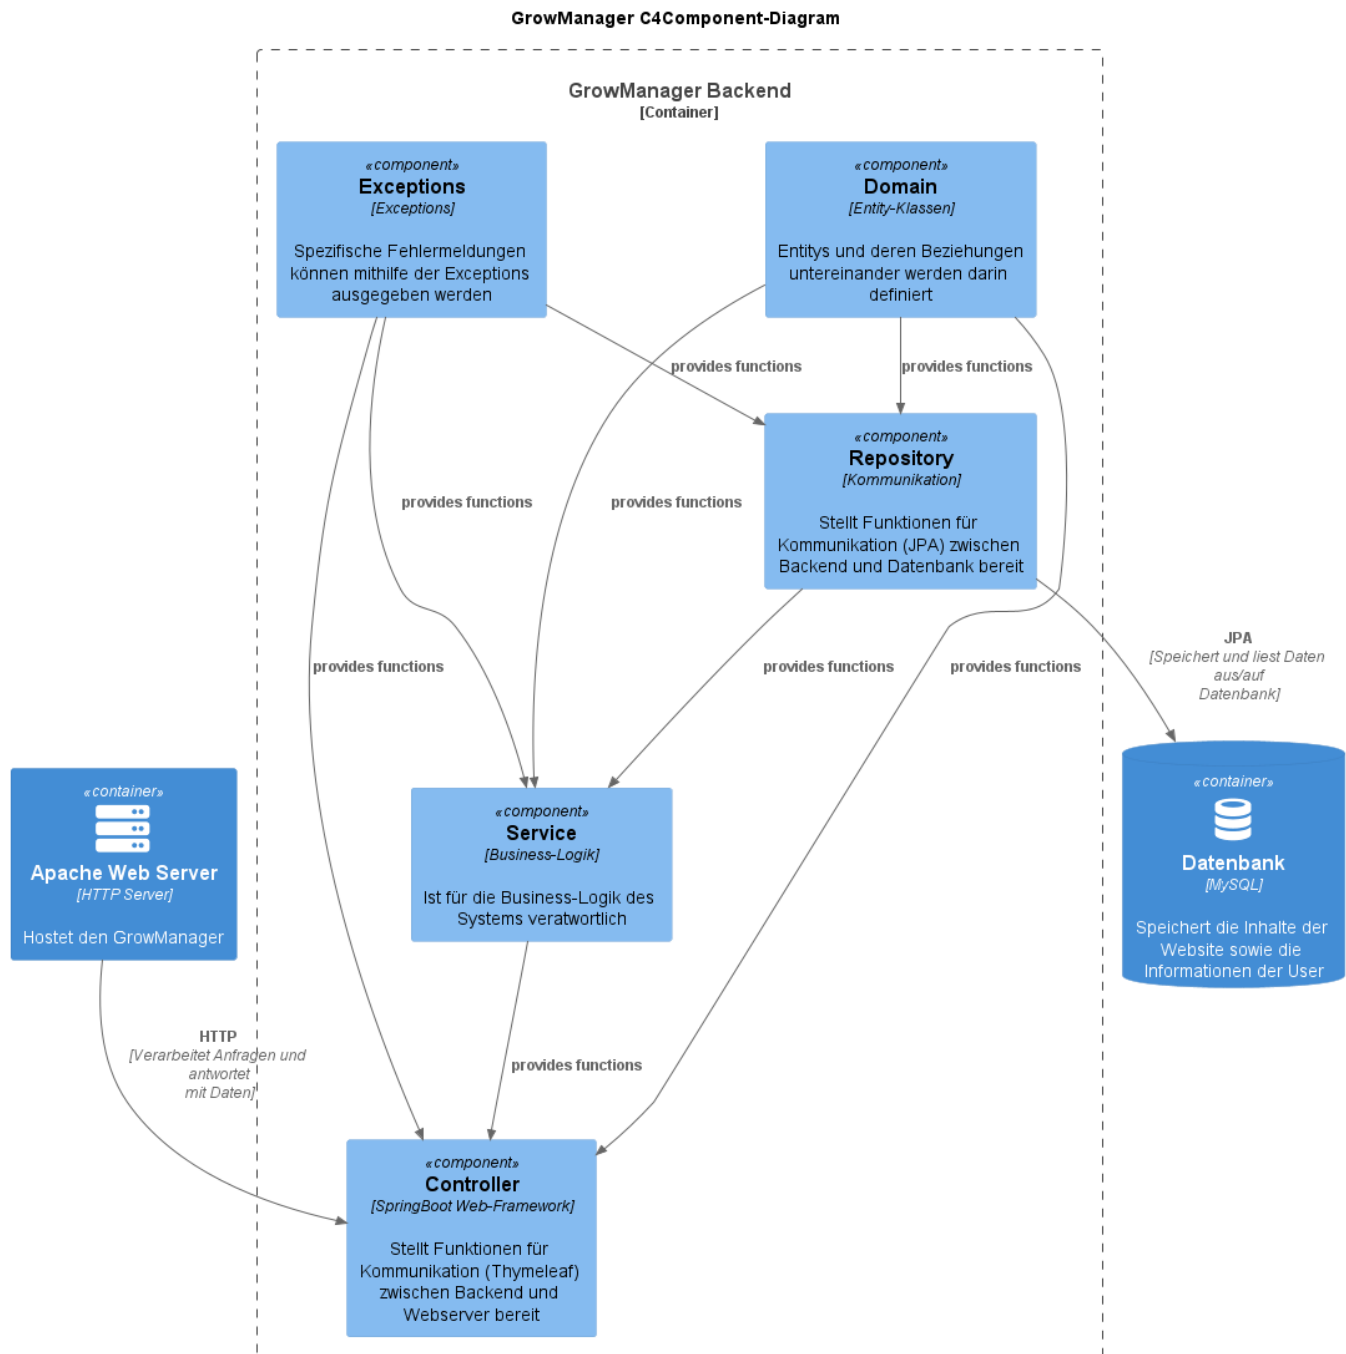 GrowManager C4Component-Diagram
GrowManager Backend
[Container]
«component»
Exceptions
[Exceptions]
Spezifische Fehlermeldungen
können mithilfe der Exceptions
ausgegeben werden
«component»
Domain
[Entity-Klassen]
Entitys und deren Beziehungen
untereinander werden darin
definiert
provides functions
provides functions
«component»
Repository
[Kommunikation]
Stellt Funktionen für
Kommunikation (JPA) zwischen
Backend und Datenbank bereit
provides functions
provides functions
provides functions
provides functions
provides functions
JPA
[Speichert und liest Daten
aus/auf
Datenbank]
«container»
Apache Web Server
[HTTP Server]
Hostet den GrowManager
«component»
Service
[Business-Logik]
Ist für die Business-Logik des
Systems veratwortlich
«container»
Datenbank
[MySQL]
Speichert die Inhalte der
Website sowie die
Informationen der User
HTTP
[Verarbeitet Anfragen und
antwortet
mit Daten]
provides functions
«component»
Controller
[SpringBoot Web-Framework]
Stellt Funktionen für
Kommunikation (Thymeleaf)
zwischen Backend und
Webserver bereit